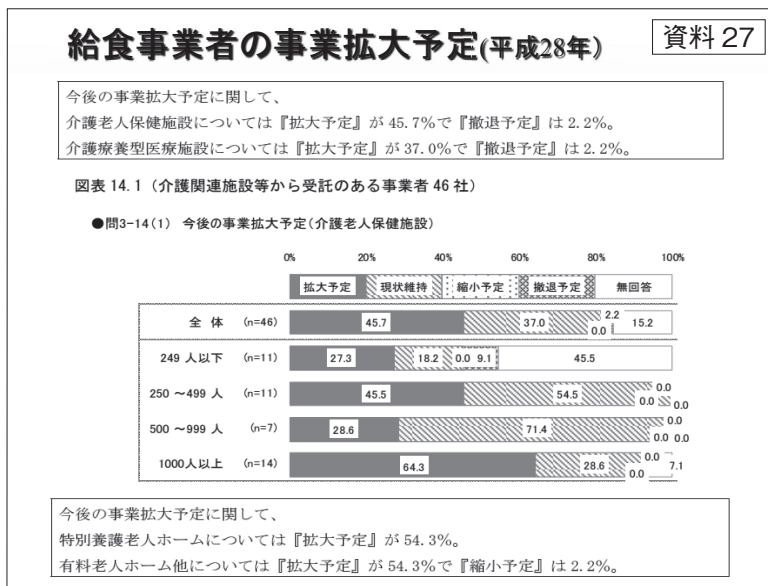 給食事業者の事業拡大予定(平成28年)
資料 27
今後の事業拡大予定に関して、
介護老人保健施設については『拡大予定』が 45.7%で『撤退予定』は 2.2%。
介護療養型医療施設については『拡大予定』が 37.0%で『撤退予定』は 2.2%。
図表 14.1（介護関連施設等から受託のある事業者 46 社）
●問3-14(1) 今後の事業拡大予定(介護老人保健施設)
0% 20% 40% 60% 80% 100%
拡大予定 現状維持 縮小予定 撤退予定 無回答
全 体 (n=46) 45.7 37.0 0.0 2.2 15.2
249 人以下 (n=11) 27.3 18.2 0.0 9.1 45.5
250 ～499 人 (n=11) 45.5 54.5 0.0 0.0 0.0
500 ～999 人 (n=7) 28.6 71.4 0.0 0.0 0.0
1000人以上 (n=14) 64.3 28.6 0.0 0.0 7.1
今後の事業拡大予定に関して、
特別養護老人ホームについては『拡大予定』が 54.3%。
有料老人ホーム他については『拡大予定』が 54.3%で『縮小予定』は 2.2%。